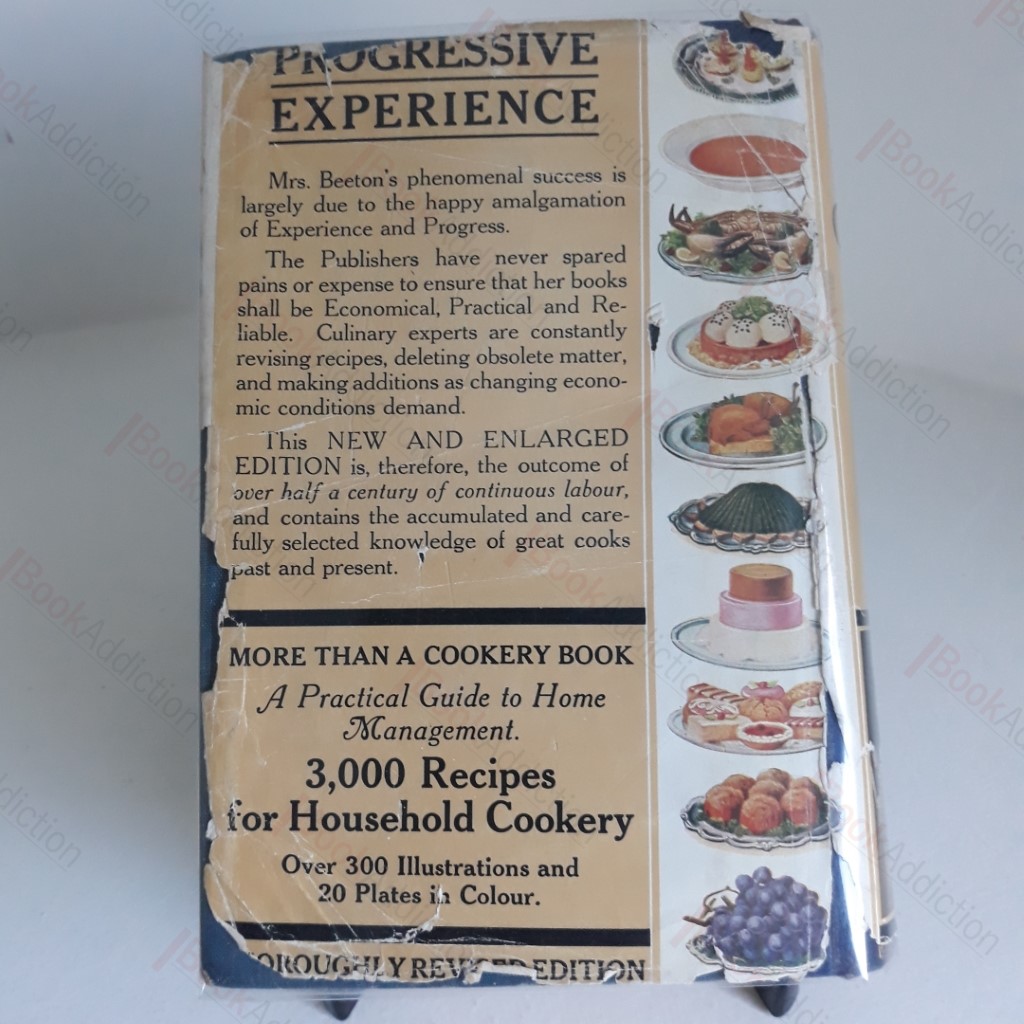 PROGRESSIVE
EXPERIENCE
Mrs. Beeton's phenomenal success is
largely due to the happy amalgamation
of Experience and Progress.
The Publishers have never spared
pains or expense to ensure that her books
shall be Economical, Practical and Re-
liable. Culinary experts are constantly
revising recipes, deleting obsolete matter,
and making additions as changing econo-
mic conditions demand.
This NEW AND ENLARGED
EDITION is, therefore, the outcome of
over half a century of continuous labour,
and contains the accumulated and care-
fully selected knowledge of great cooks
past and present.
MORE THAN A COOKERY BOOK
A Practical Guide to Home
Management.
3,000 Recipes
for Household Cookery
Over 300 Illustrations and
20 Plates in Colour.
OROUGHLY REVISED EDITION
BookAddiction